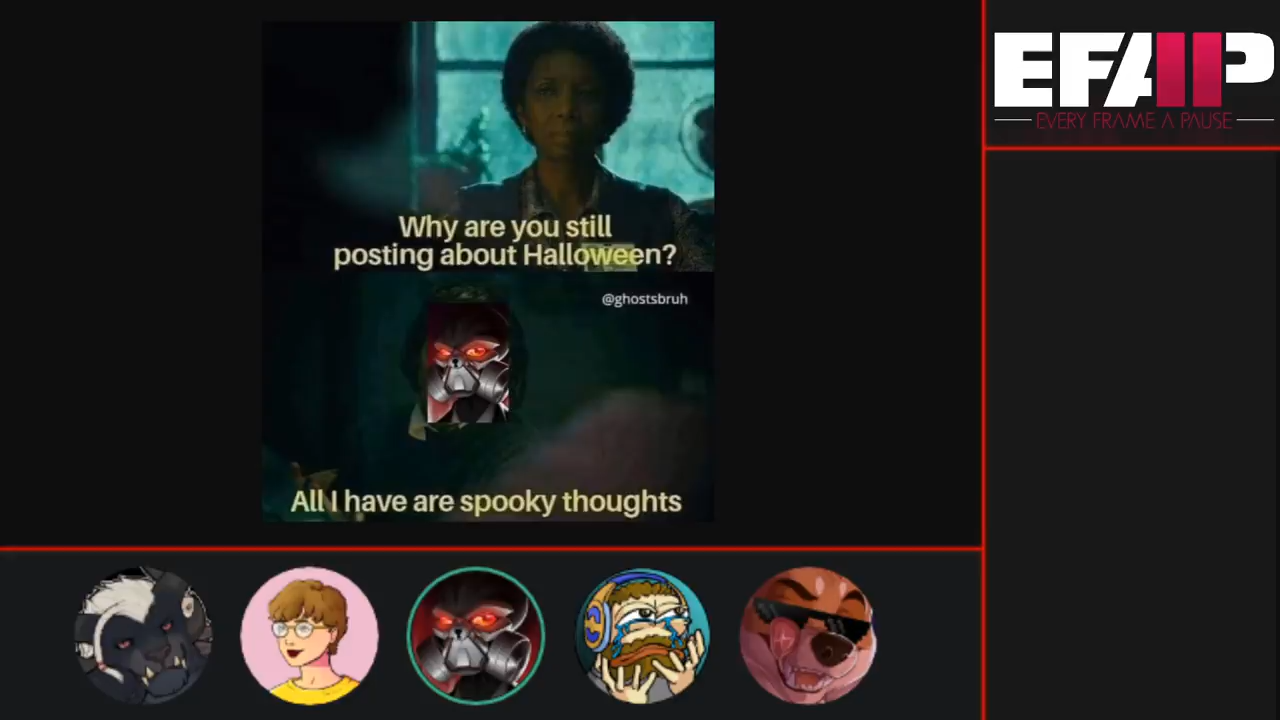 EFAP
EVERY FRAME A PAUSE
Why are you still
posting about Halloween?
@ghostsbruh
All I have are spooky thoughts